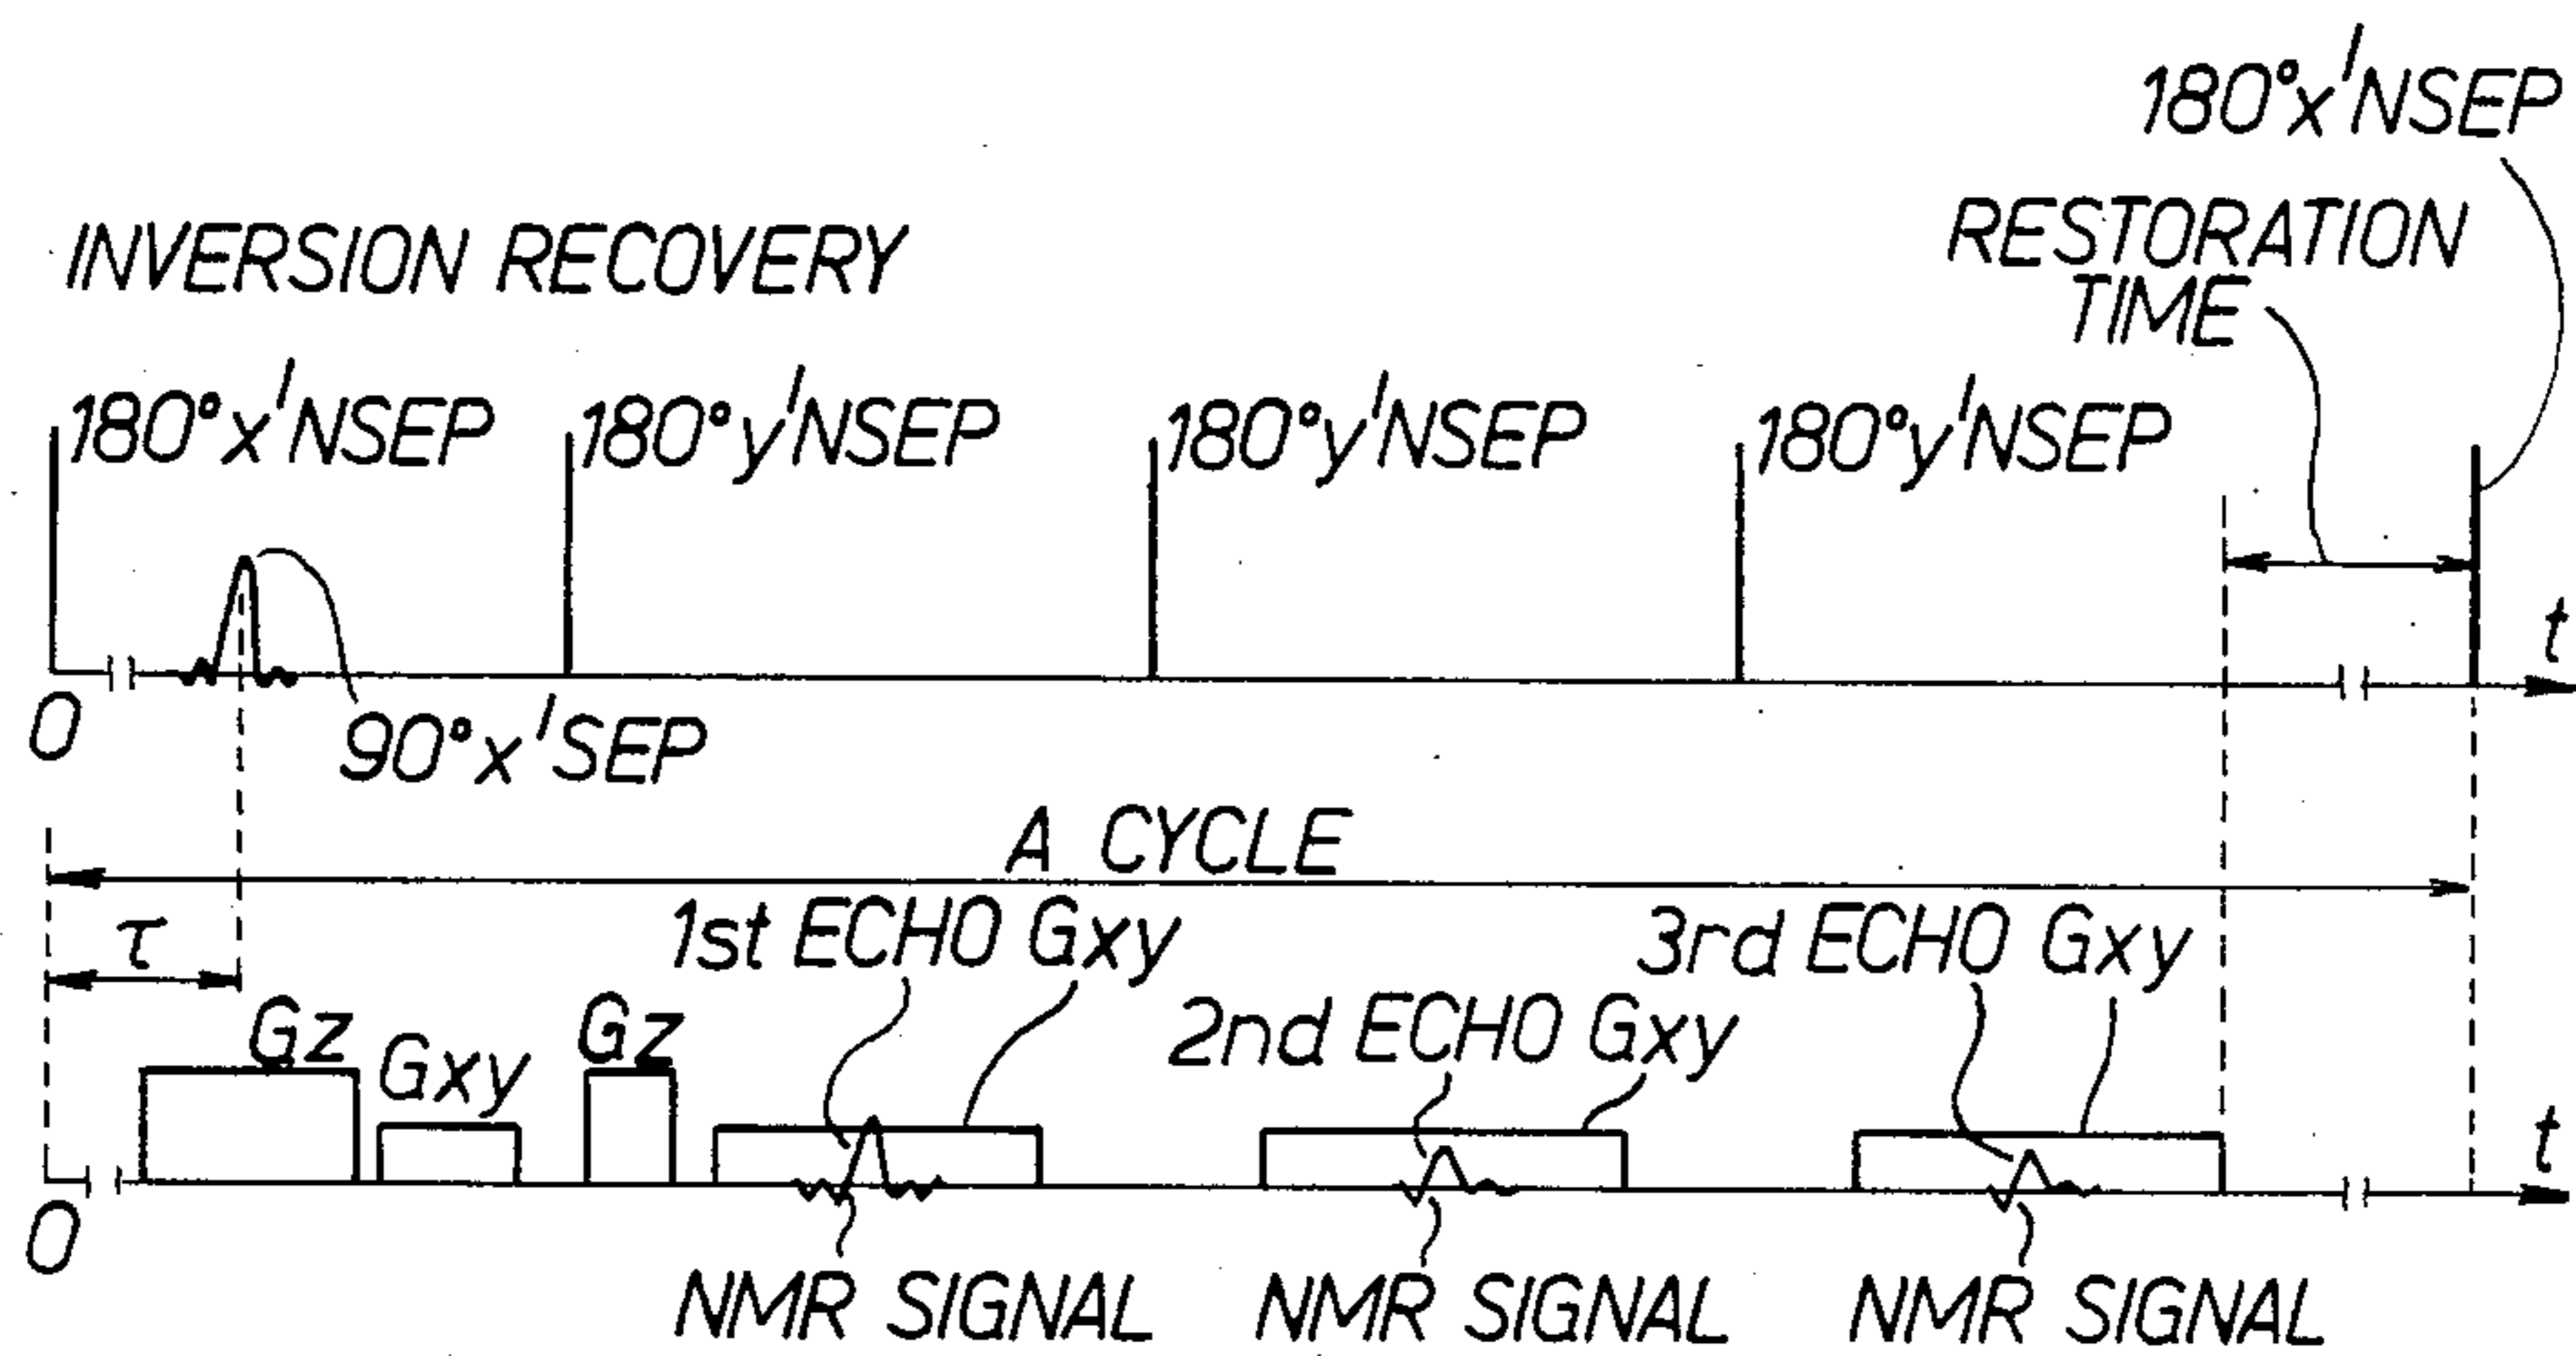 180°x'NSEP
INVERSION RECOVERY
RESTORATION
TIME
180°x'NSEP
180°y'NSEP
180°y'NSEP
180°y'NSEP
t
0
90°x'SEP
A CYCLE
τ
1st ECHO Gxy
3rd ECHO Gxy
Gz
Gxy
Gz
2nd ECHO Gxy
t
0
NMR SIGNAL
NMR SIGNAL
NMR SIGNAL